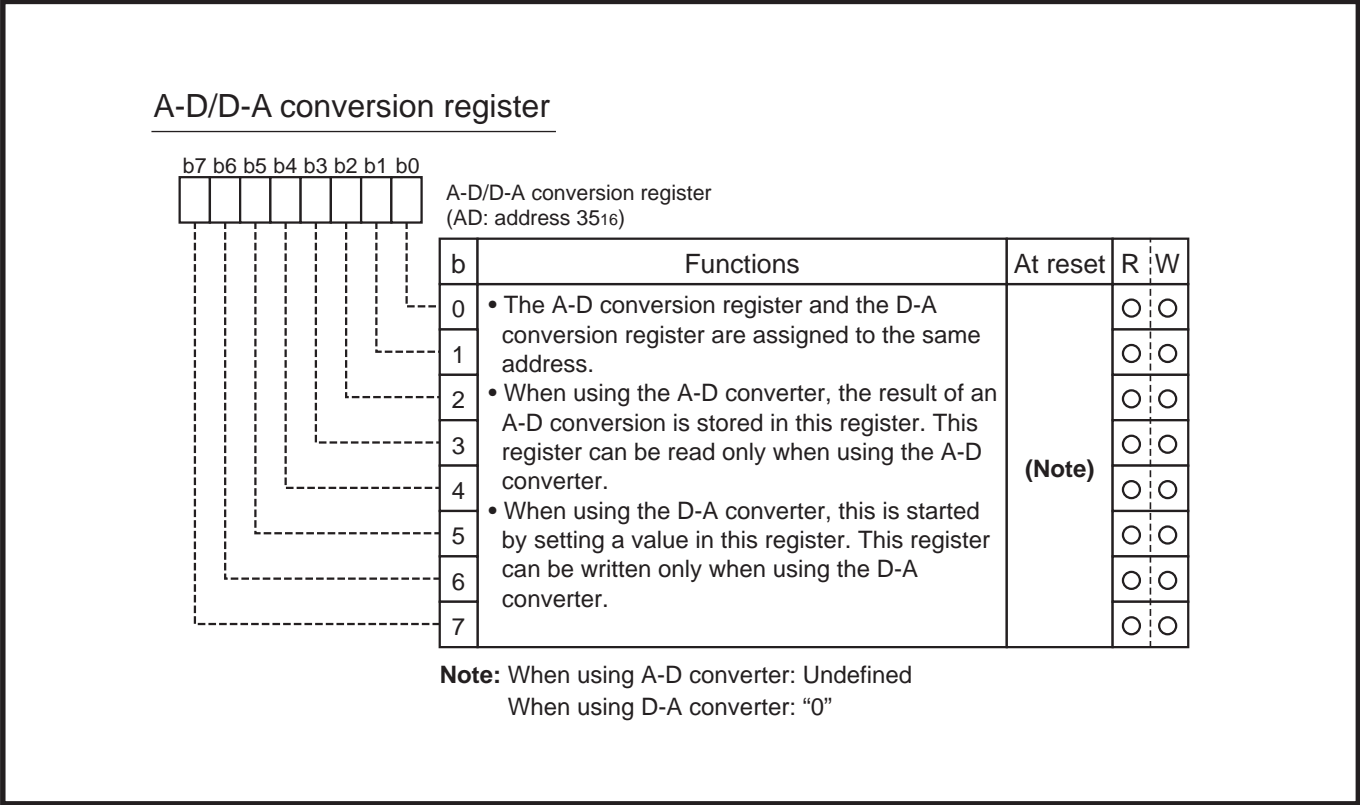 A-D/D-A conversion register
b7 b6 b5 b4 b3 b2 b1 b0
A-D/D-A conversion register
(AD: address 3516)
b Functions At reset R W
0
1
2
3
4
5
6
7
• The A-D conversion register and the D-A
conversion register are assigned to the same
address.
• When using the A-D converter, the result of an
A-D conversion is stored in this register. This
register can be read only when using the A-D
converter.
• When using the D-A converter, this is started
by setting a value in this register. This register
can be written only when using the D-A
converter.
(Note)
Note: When using A-D converter: Undefined
When using D-A converter: “0”